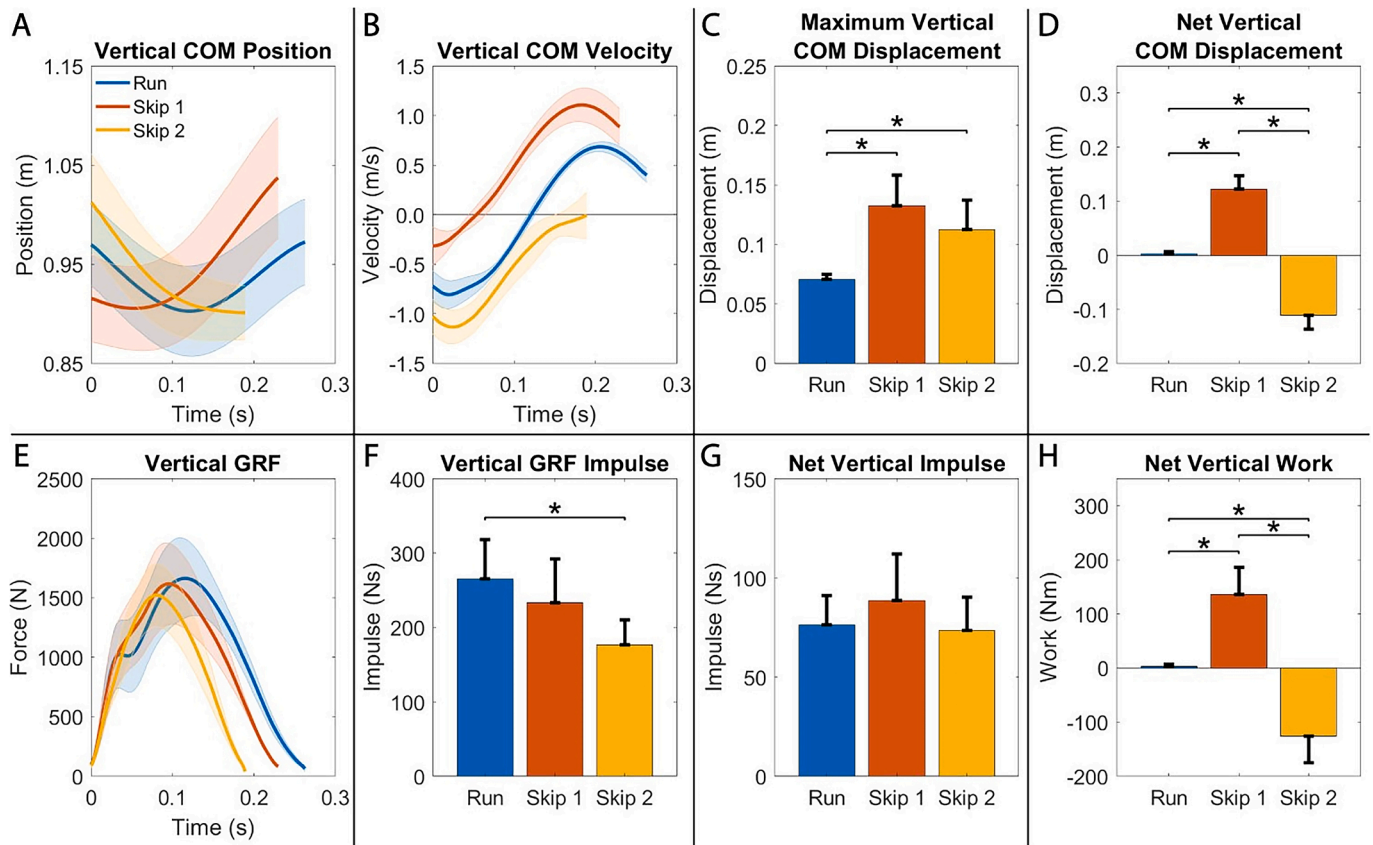 A
Vertical COM Position
1.15
1.05
0.95
0.85
Position (m)
Run
Skip 1
Skip 2
0 0.1 0.2 0.3
Time (s)
B
Vertical COM Velocity
1.5
1.0
0.5
0.0
-0.5
-1.0
-1.5
Velocity (m/s)
0 0.1 0.2 0.3
Time (s)
C
Maximum Vertical
COM Displacement
0.25
0.2
0.15
0.1
0.05
0
Displacement (m)
*
*
Run Skip 1 Skip 2
D
Net Vertical
COM Displacement
0.3
0.2
0.1
0
-0.1
-0.2
Displacement (m)
*
*
*
Run Skip 1 Skip 2
E
Vertical GRF
2500
2000
1500
1000
500
0
Force (N)
0 0.1 0.2 0.3
Time (s)
F
Vertical GRF Impulse
400
300
200
100
0
Impulse (Ns)
*
Run Skip 1 Skip 2
G
Net Vertical Impulse
150
100
50
0
Impulse (Ns)
Run Skip 1 Skip 2
H
Net Vertical Work
300
200
100
0
-100
-200
Work (Nm)
*
*
*
Run Skip 1 Skip 2